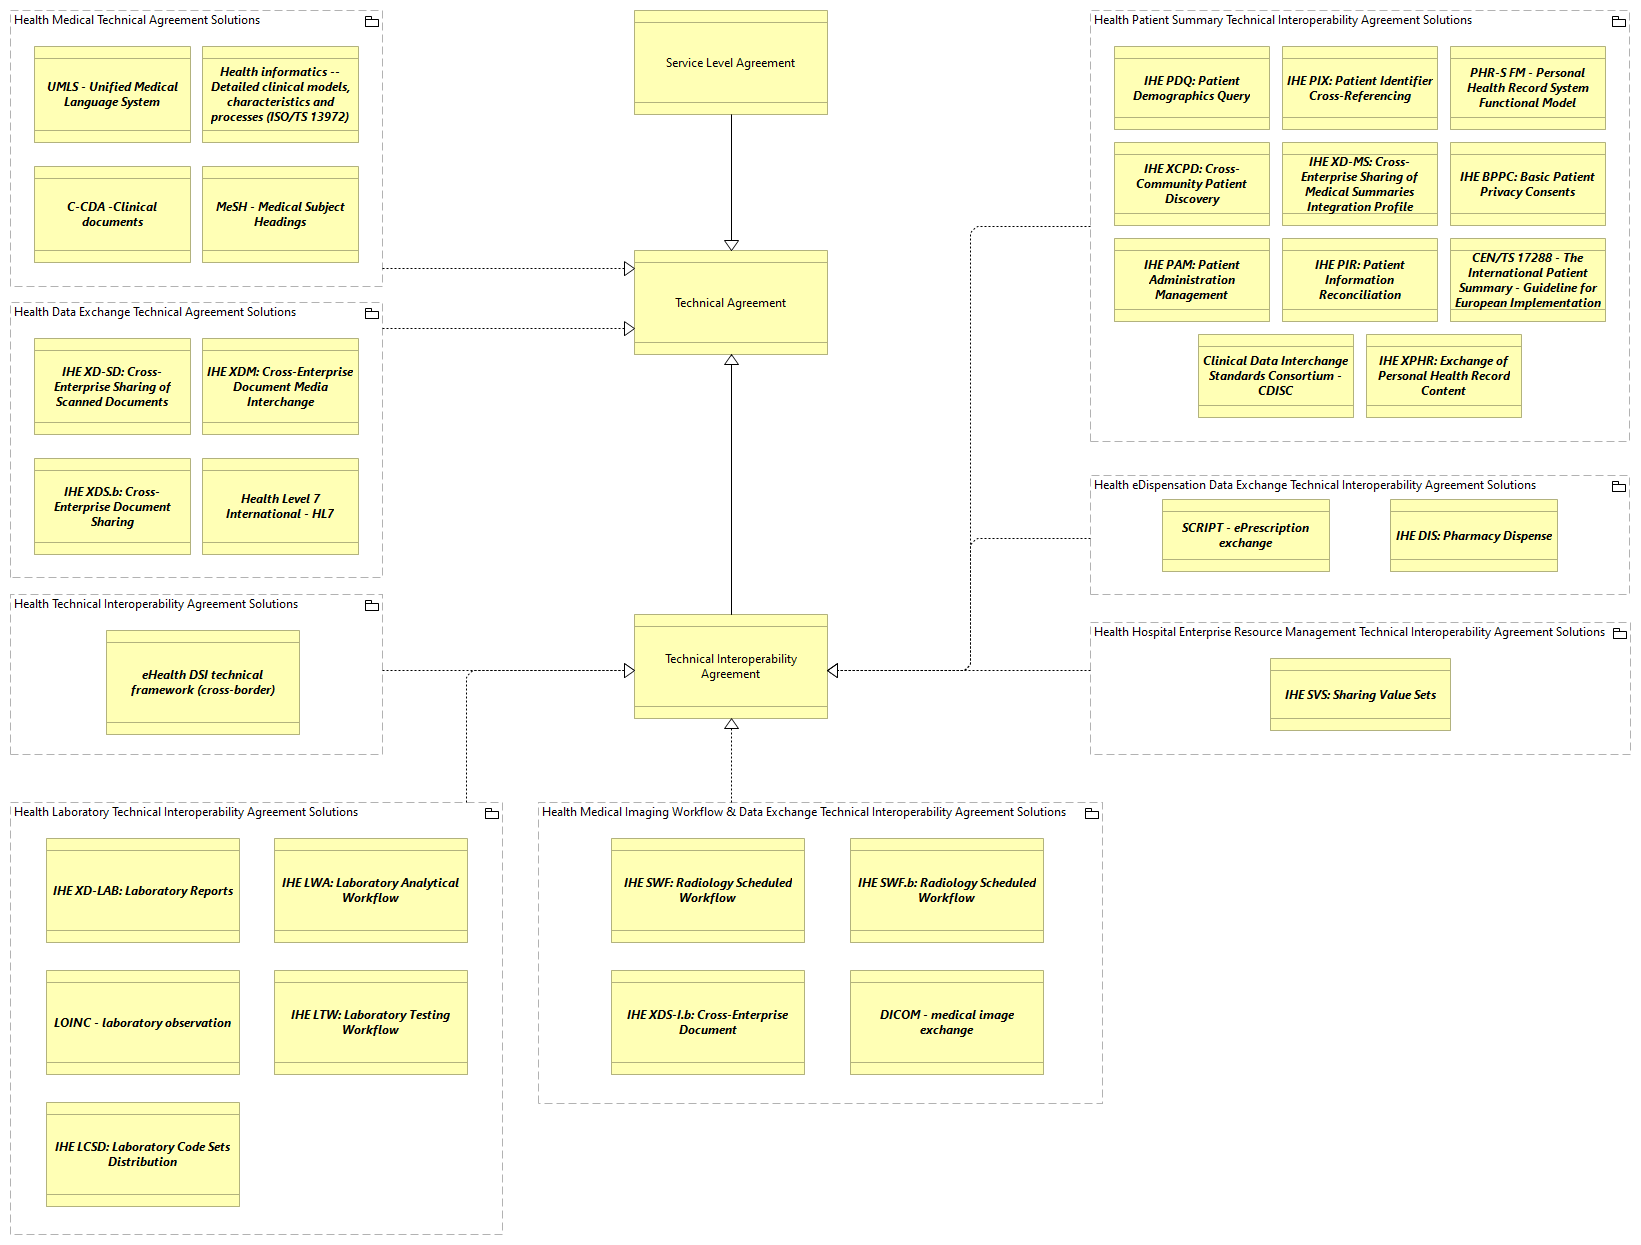 Health Medical Technical Agreement Solutions
UMLS - Unified Medical
Language System
Health informatics --
Detailed clinical models,
characteristics and
processes (ISO/TS 13972)
C-CDA -Clinical
documents
MeSH - Medical Subject
Headings
Health Data Exchange Technical Agreement Solutions
IHE XD-SD: Cross-
Enterprise Sharing of
Scanned Documents
IHE XDM: Cross-Enterprise
Document Media
Interchange
IHE XDS.b: Cross-
Enterprise Document
Sharing
Health Level 7
International - HL7
Health Technical Interoperability Agreement Solutions
eHealth DSI technical
framework (cross-border)
Service Level Agreement
Technical Agreement
Technical Interoperability
Agreement
Health Patient Summary Technical Interoperability Agreement Solutions
IHE PDQ: Patient
Demographics Query
IHE PIX: Patient Identifier
Cross-Referencing
PHR-S FM - Personal
Health Record System
Functional Model
IHE XCPD: Cross-
Community Patient
Discovery
IHE XD-MS: Cross-
Enterprise Sharing of
Medical Summaries
Integration Profile
IHE BPPC: Basic Patient
Privacy Consents
IHE PAM: Patient
Administration
Management
IHE PIR: Patient
Information
Reconciliation
CEN/TS 17288 - The
International Patient
Summary - Guideline for
European Implementation
Clinical Data Interchange
Standards Consortium -
CDISC
IHE XPHR: Exchange of
Personal Health Record
Content
Health eDispensation Data Exchange Technical Interoperability Agreement Solutions
SCRIPT - ePrescription
exchange
IHE DIS: Pharmacy Dispense
Health Hospital Enterprise Resource Management Technical Interoperability Agreement Solutions
IHE SVS: Sharing Value Sets
Health Laboratory Technical Interoperability Agreement Solutions
IHE XD-LAB: Laboratory Reports
IHE LWA: Laboratory Analytical
Workflow
LOINC - laboratory observation
IHE LTW: Laboratory Testing
Workflow
IHE LCSD: Laboratory Code Sets
Distribution
Health Medical Imaging Workflow & Data Exchange Technical Interoperability Agreement Solutions
IHE SWF: Radiology Scheduled
Workflow
IHE SWF.b: Radiology Scheduled
Workflow
IHE XDS-I.b: Cross-Enterprise
Document
DICOM - medical image
exchange